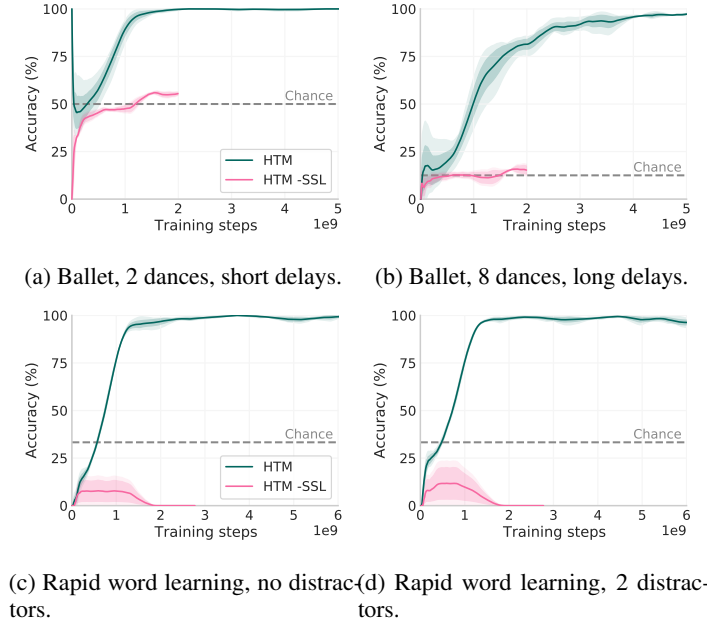 100
75
50
25
0
Accuracy (%)
Chance
HTM
HTM -SSL
0 1 2 3 4 5
Training steps 1e9
(a) Ballet, 2 dances, short delays.
100
75
50
25
0
Accuracy (%)
Chance
0 1 2 3 4 5
Training steps 1e9
(b) Ballet, 8 dances, long delays.
100
75
50
25
0
Accuracy (%)
Chance
HTM
HTM -SSL
0 1 2 3 4 5 6
Training steps 1e9
(c) Rapid word learning, no distrac-
tors.
100
75
50
25
0
Accuracy (%)
Chance
0 1 2 3 4 5 6
Training steps 1e9
(d) Rapid word learning, 2 distrac-
tors.